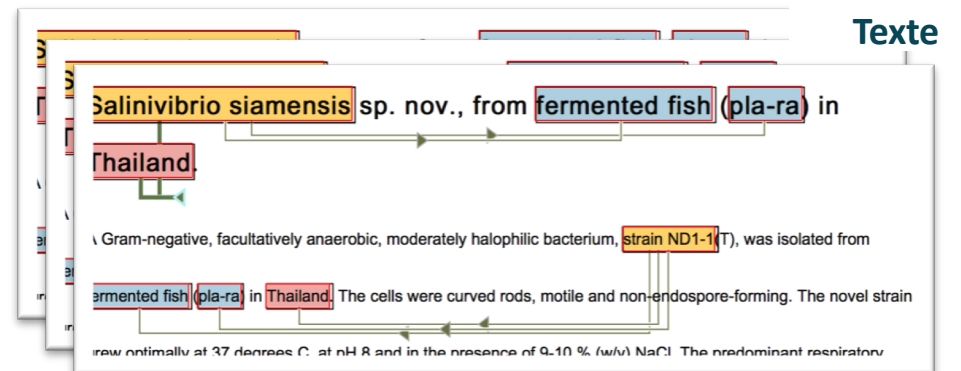 Texte
Salinivibrio siamensis sp. nov., from fermented fish (pla-ra) in
Thailand.
A Gram-negative, facultatively anaerobic, moderately halophilic bacterium, strain ND1-1(T), was isolated from
fermented fish (pla-ra) in Thailand. The cells were curved rods, motile and non-endospore-forming. The novel strain
grew optimally at 37 degrees C, at pH 8 and in the presence of 9-10 % (w/v) NaCl. The predominant respiratory